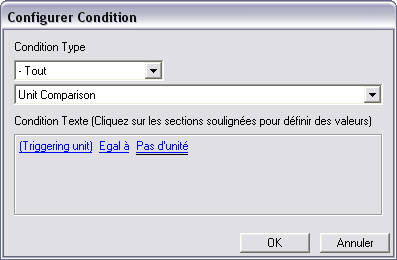 Configurer Condition
Condition Type
- Tout
Unit Comparison
Condition Texte (Cliquez sur les sections soulignées pour définir des valeurs)
(Triggering unit) Egal à Pas d'unité
OK Annuler